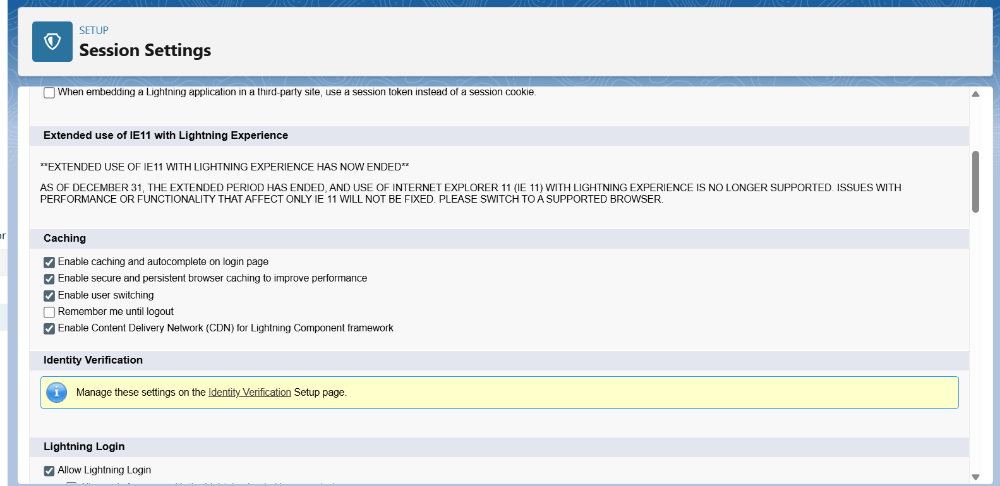 SETUP
Session Settings
When embedding a Lightning application in a third-party site, use a session token instead of a session cookie.
Extended use of IE11 with Lightning Experience
**EXTENDED USE OF IE11 WITH LIGHTNING EXPERIENCE HAS NOW ENDED**
AS OF DECEMBER 31, THE EXTENDED PERIOD HAS ENDED, AND USE OF INTERNET EXPLORER 11 (IE 11) WITH LIGHTNING EXPERIENCE IS NO LONGER SUPPORTED. ISSUES WITH
PERFORMANCE OR FUNCTIONALITY THAT AFFECT ONLY IE 11 WILL NOT BE FIXED. PLEASE SWITCH TO A SUPPORTED BROWSER.
or
Caching
Enable caching and autocomplete on login page
Enable secure and persistent browser caching to improve performance
Enable user switching
Remember me until logout
Enable Content Delivery Network (CDN) for Lightning Component framework
Identity Verification
Manage these settings on the Identity Verification Setup page.
Lightning Login
Allow Lightning Login